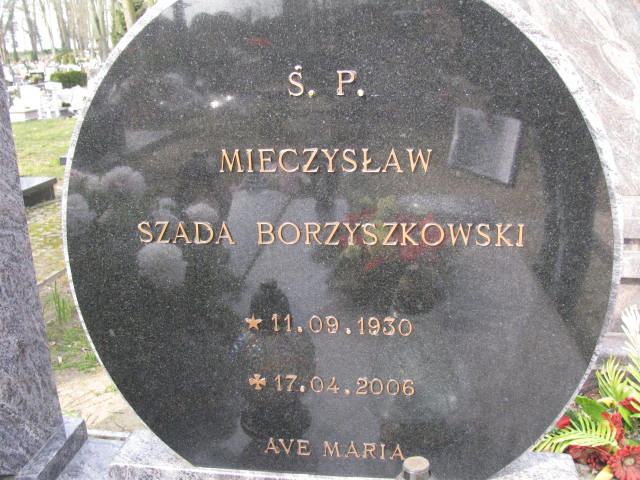 Ś. P.
MIECZYSŁAW
SZADA BORZYSZKOWSKI
★ 11.09.1930
✠ 17.04.2006
AVE MARIA